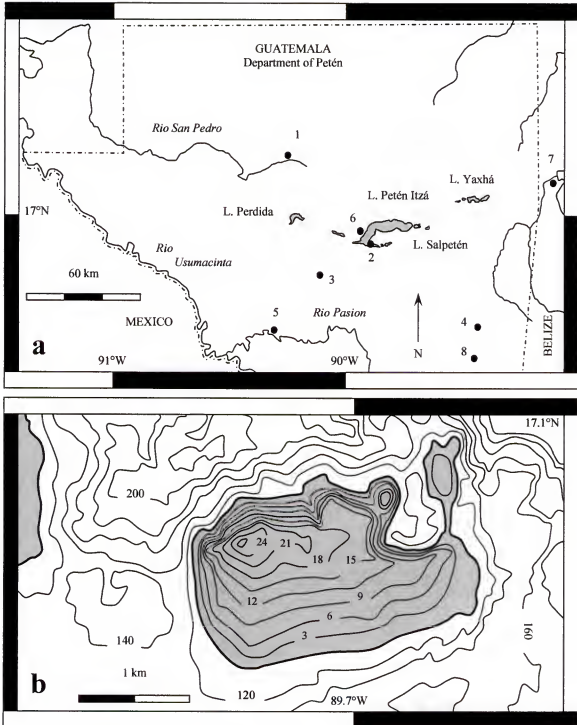 GUATEMALA
Department of Petén
Rio San Pedro
1
7
L. Yaxhá
L. Petén Itzá
17°N
L. Perdida
6
L. Salpetén
2
Rio
Usumacinta
3
60 km
5
Rio Pasion
4
MEXICO
N
8
BELIZE
a
91°W
90°W
17.1°N
200
24
21
18
15
12
9
6
3
140
160
1 km
120
b
89.7°W